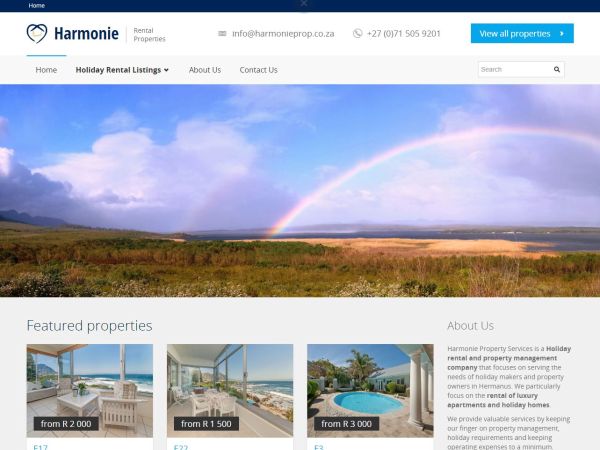 Home
Harmonie
Rental
Properties
info@harmonieprop.co.za
+27 (0)71 505 9201
View all properties
Home
Holiday Rental Listings
About Us
Contact Us
Search
Featured properties
About Us
from R 2 000
from R 1 500
from R 3 000
E17
E22
E3
Harmonie Property Services is a Holiday
rental and property management
company that focuses on serving the
needs of holiday makers and property
owners in Hermanus. We particularly
focus on the rental of luxury
apartments and holiday homes.
We provide valuable services by keeping
our finger on property management,
holiday requirements and keeping
operating expenses to a minimum.